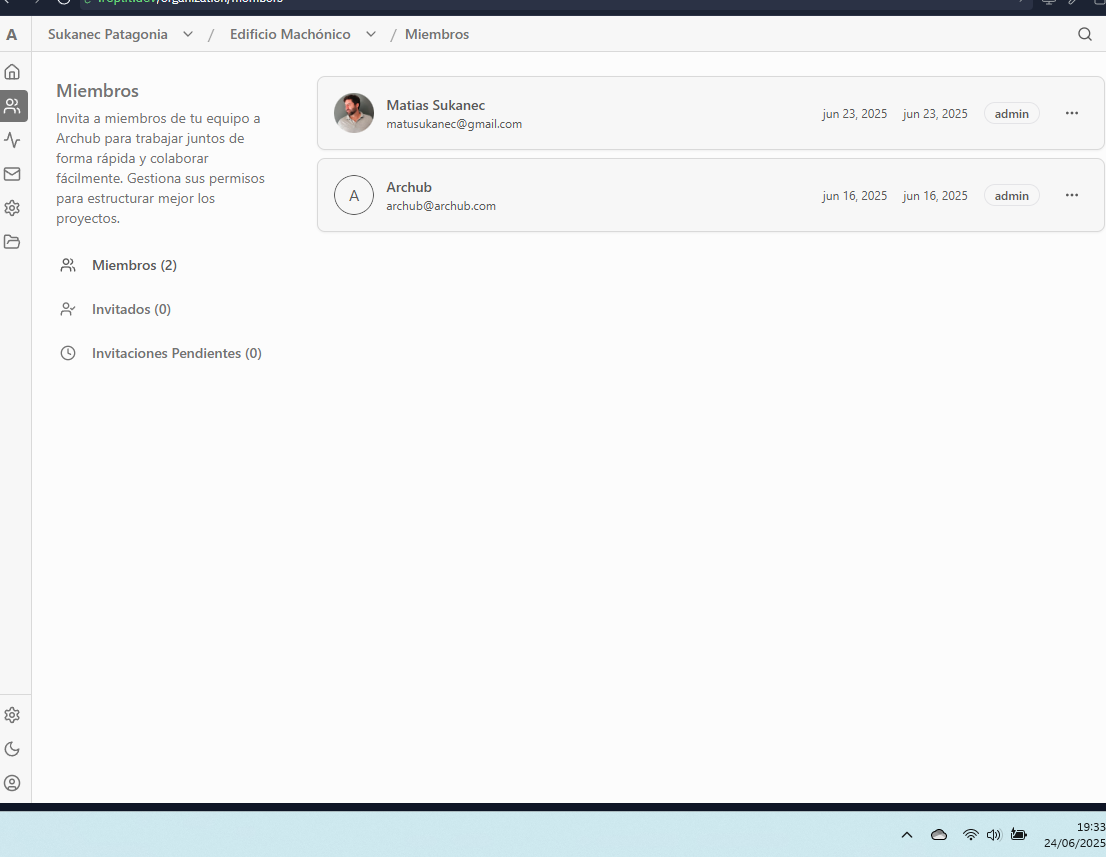 /organization/members
A Sukanec Patagonia / Edificio Machónico / Miembros
Miembros
Invita a miembros de tu equipo a
Archub para trabajar juntos de
forma rápida y colaborar
fácilmente. Gestiona sus permisos
para estructurar mejor los
proyectos.
Miembros (2)
Invitados (0)
Invitaciones Pendientes (0)
Matias Sukanec
matusukanec@gmail.com
jun 23, 2025 jun 23, 2025 admin
A
Archub
archub@archub.com
jun 16, 2025 jun 16, 2025 admin
19:33
24/06/2025